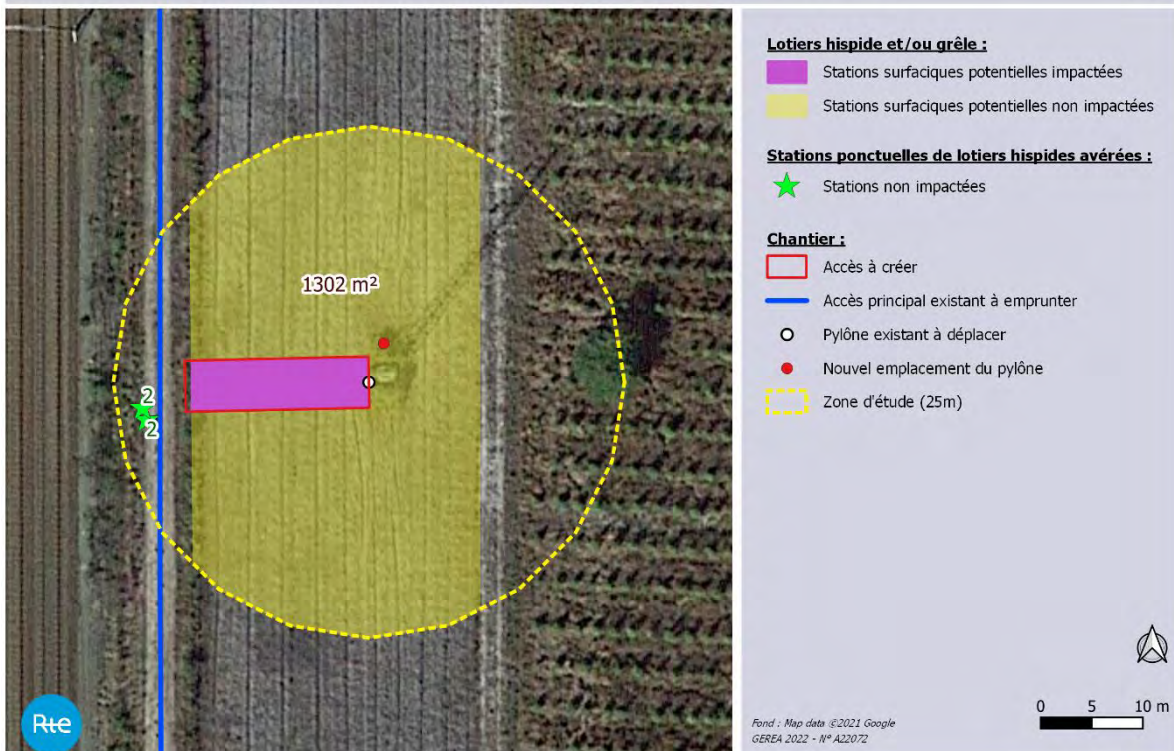 1302 m²
2
2
Rte
Lotiers hispide et/ou grêle :
Stations surfaciques potentielles impactées
Stations surfaciques potentielles non impactées
Stations ponctuelles de lotiers hispides avérées :
Stations non impactées
Chantier :
Accès à créer
Accès principal existant à emprunter
Pylône existant à déplacer
Nouvel emplacement du pylône
Zone d'étude (25m)
0 5 10 m
Fond : Map data ©2021 Google
GEREA 2022 - N° A22072